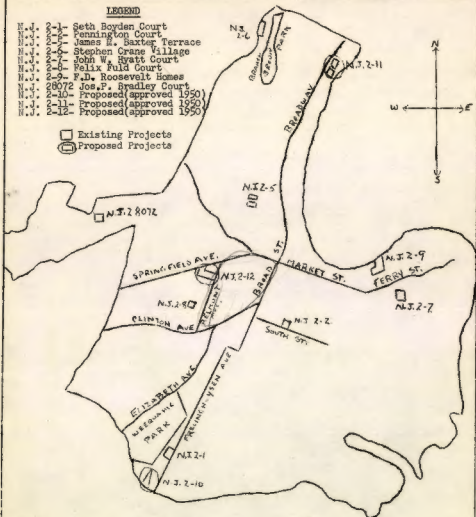 LEGEND
N.J. 2-1- Seth Boyden Court
N.J. 2-2- Pennington Court
N.J. 2-5- James M. Baxter Terrace
N.J. 2-6- Stephen Crane Village
N.J. 2-7- John W. Hyatt Court
N.J. 2-8- Felix Fuld Court
N.J. 2-9- F.D. Roosevelt Homes
N.J. 28072 Jos.P. Bradley Court
N.J. 2-10- Proposed(approved 1950)
N.J. 2-11- Proposed(approved 1950)
N.J. 2-12- Proposed(approved 1950)
Existing Projects
Proposed Projects
N.J. 2-6
BRANCH BROOK PARK
N.J. 2-11
BROADWAY
N
W
E
S
N.J. 2-5
N.J. 28072
SPRINGFIELD AVE.
N.J. 2-12
BROAD ST.
MARKET ST.
N.J. 2-9
FERRY ST.
N.J. 2-7
N.J. 2-8
BELMONT AVE.
CLINTON AVE
N.J. 2-2
SOUTH ST.
ELIZABETH AVE
WEEQUAHIC PARK
FRELINGHUYSEN AVE
N.J. 2-1
N.J. 2-10